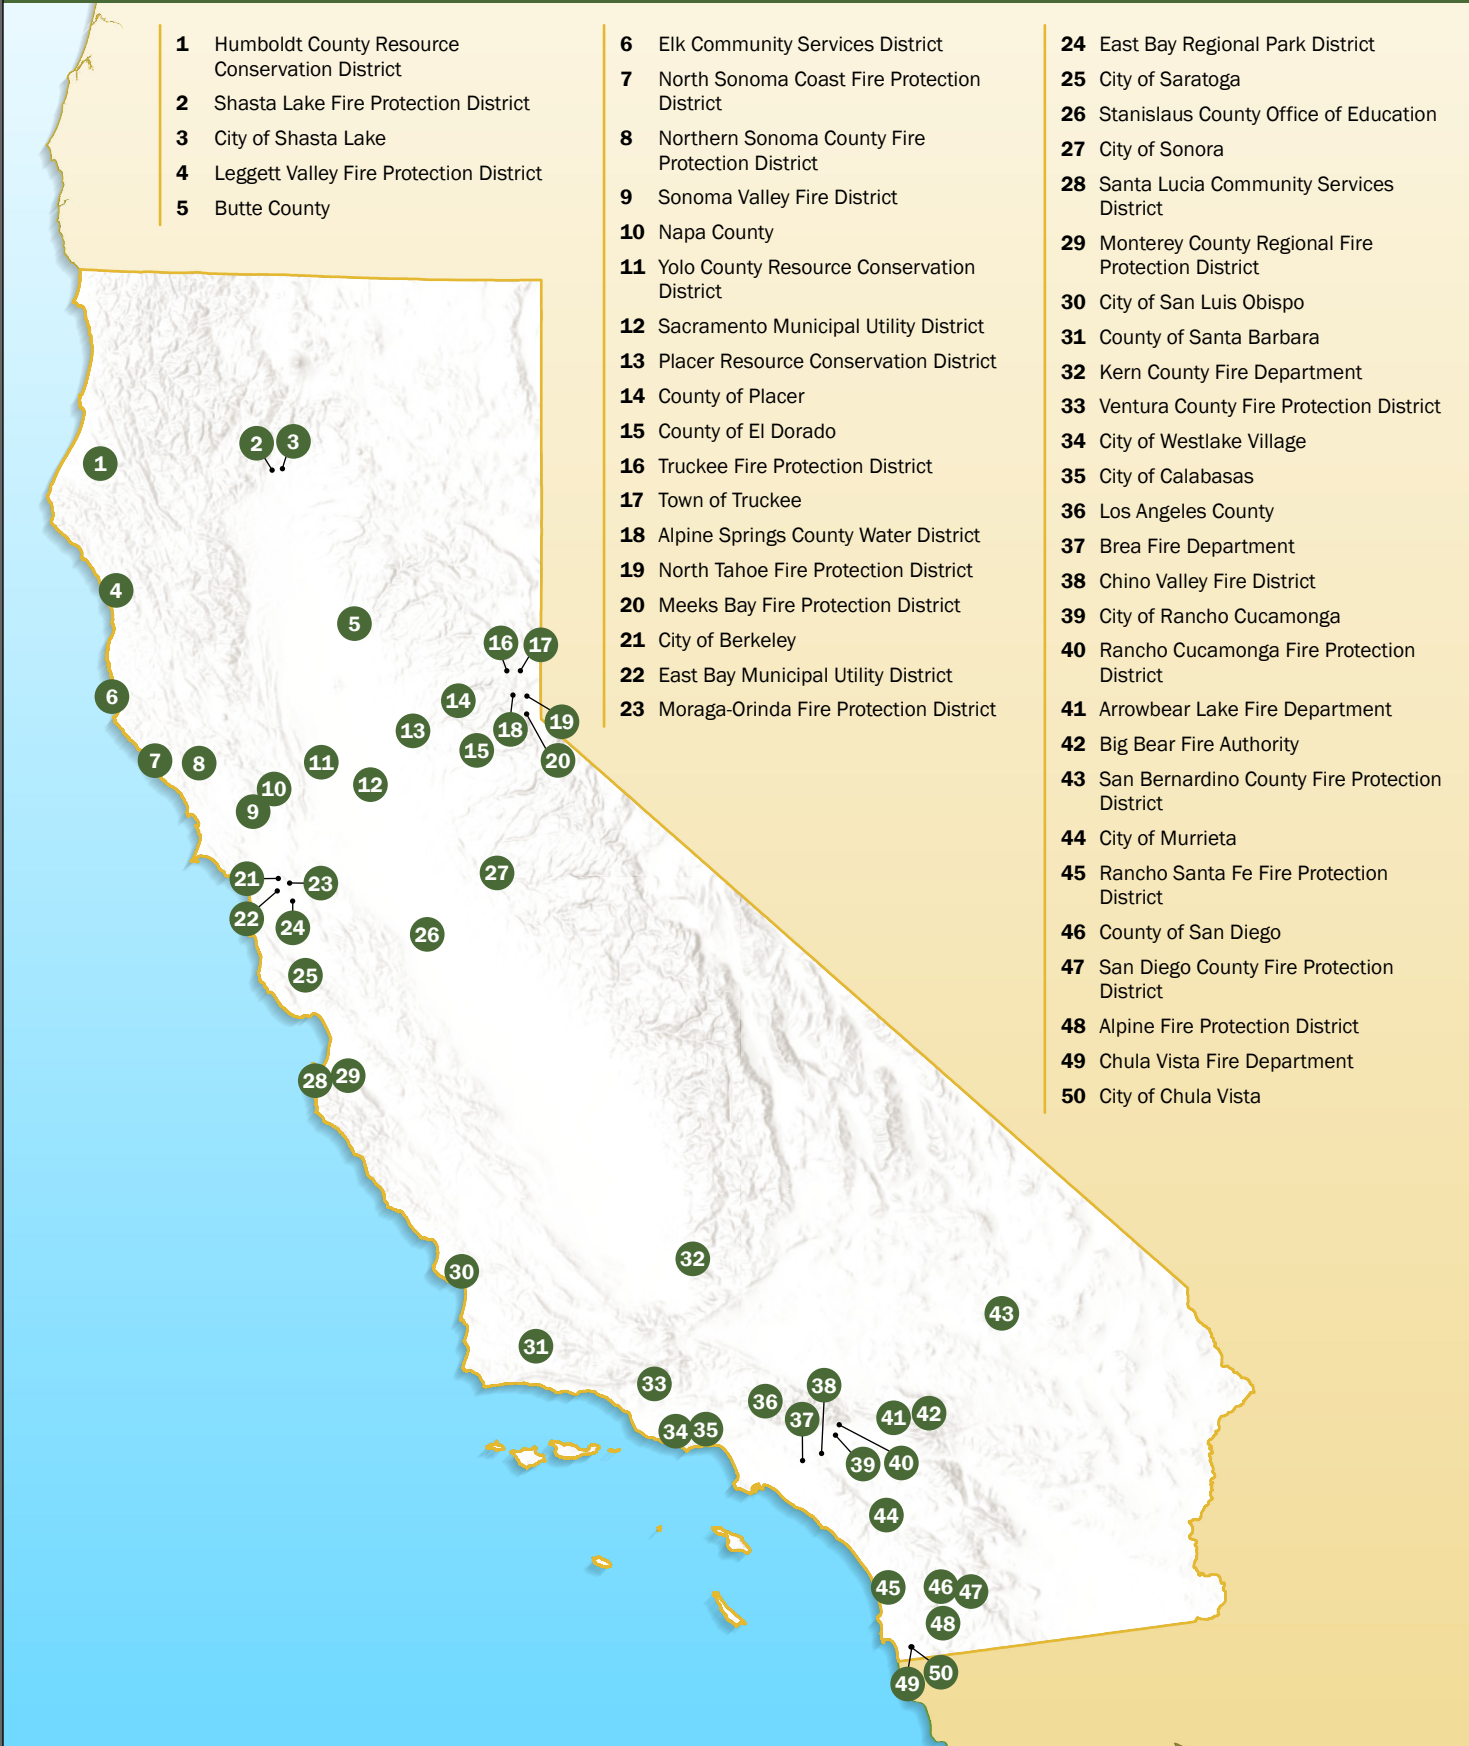 1 Humboldt County Resource
Conservation District
2 Shasta Lake Fire Protection District
3 City of Shasta Lake
4 Leggett Valley Fire Protection District
5 Butte County
6 Elk Community Services District
7 North Sonoma Coast Fire Protection
District
8 Northern Sonoma County Fire
Protection District
9 Sonoma Valley Fire District
10 Napa County
11 Yolo County Resource Conservation
District
12 Sacramento Municipal Utility District
13 Placer Resource Conservation District
14 County of Placer
15 County of El Dorado
16 Truckee Fire Protection District
17 Town of Truckee
18 Alpine Springs County Water District
19 North Tahoe Fire Protection District
20 Meeks Bay Fire Protection District
21 City of Berkeley
22 East Bay Municipal Utility District
23 Moraga-Orinda Fire Protection District
24 East Bay Regional Park District
25 City of Saratoga
26 Stanislaus County Office of Education
27 City of Sonora
28 Santa Lucia Community Services
District
29 Monterey County Regional Fire
Protection District
30 City of San Luis Obispo
31 County of Santa Barbara
32 Kern County Fire Department
33 Ventura County Fire Protection District
34 City of Westlake Village
35 City of Calabasas
36 Los Angeles County
37 Brea Fire Department
38 Chino Valley Fire District
39 City of Rancho Cucamonga
40 Rancho Cucamonga Fire Protection
District
41 Arrowbear Lake Fire Department
42 Big Bear Fire Authority
43 San Bernardino County Fire Protection
District
44 City of Murrieta
45 Rancho Santa Fe Fire Protection
District
46 County of San Diego
47 San Diego County Fire Protection
District
48 Alpine Fire Protection District
49 Chula Vista Fire Department
50 City of Chula Vista
1
2
3
4
5
6
7
8
9
10
11
12
13
14
15
16
17
18
19
20
21
22
23
24
25
26
27
28
29
30
31
32
33
34
35
36
37
38
39
40
41
42
43
44
45
46
47
48
49
50